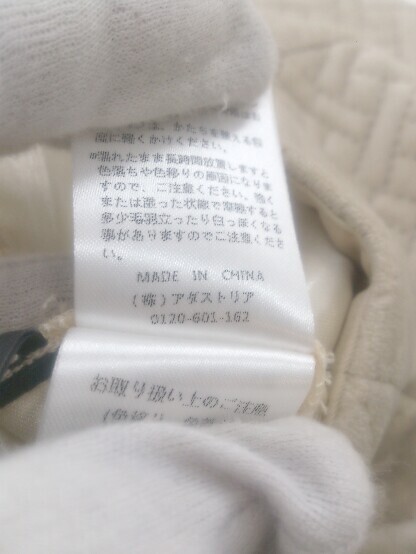 温に軽くかけください。
※濡れたまま長時間放置しますと
色落ちや色移りの原因になりま
すので、ご注意ください。強く
または湿った状態で摩擦すると
多少毛羽立ったり白っぽくなる
事がありますのでご注意くださ
い。
MADE IN CHINA
(株)アダストリア
0120-601-162
お取り扱い上のご注意